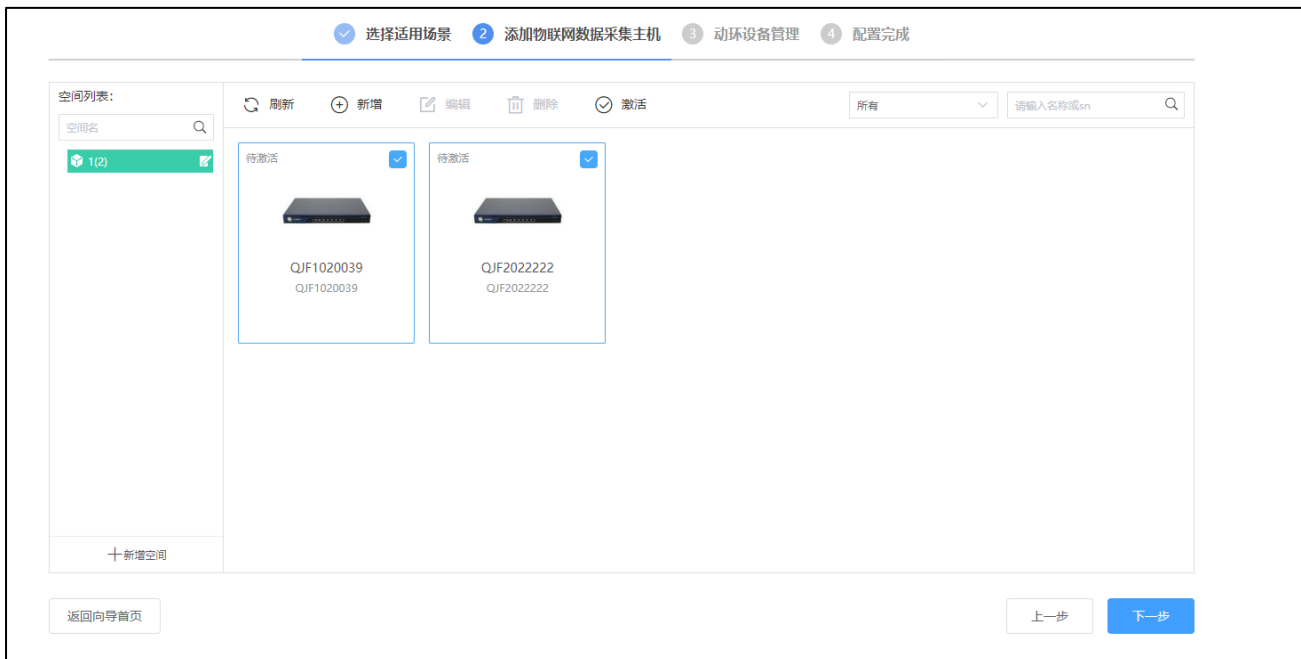 选择适用场景 2 添加物联网数据采集主机 3 动环设备管理 4 配置完成
空间列表:
刷新 新增 编辑 删除 激活 所有 请输入名称或sn
空间名
1(2)
待激活 待激活
QJF1020039 QJF2022222
QJF1020039 QJF2022222
新增空间
返回向导首页 上一步 下一步